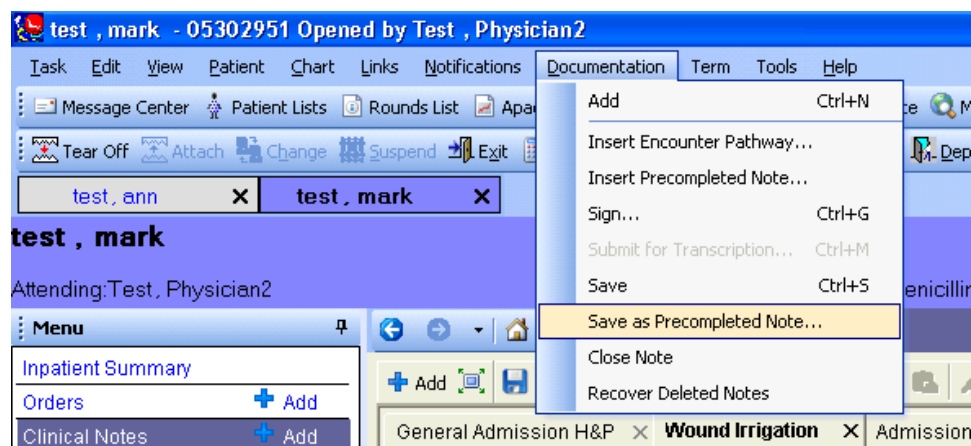 test , mark - 05302951 Opened by Test , Physician2
Task Edit View Patient Chart Links Notifications Documentation Term Tools Help
Message Center Patient Lists Rounds List
Tear Off Attach Change Suspend Exit
Add Ctrl+N
Insert Encounter Pathway...
Insert Precompleted Note...
Sign... Ctrl+G
Submit for Transcription... Ctrl+M
Save Ctrl+S
Save as Precompleted Note...
Close Note
Recover Deleted Notes
test, ann test , mark
test , mark
Attending:Test, Physician2
Menu
Inpatient Summary
Orders Add
Clinical Notes Add
Add
General Admission H&P Wound Irrigation Admission